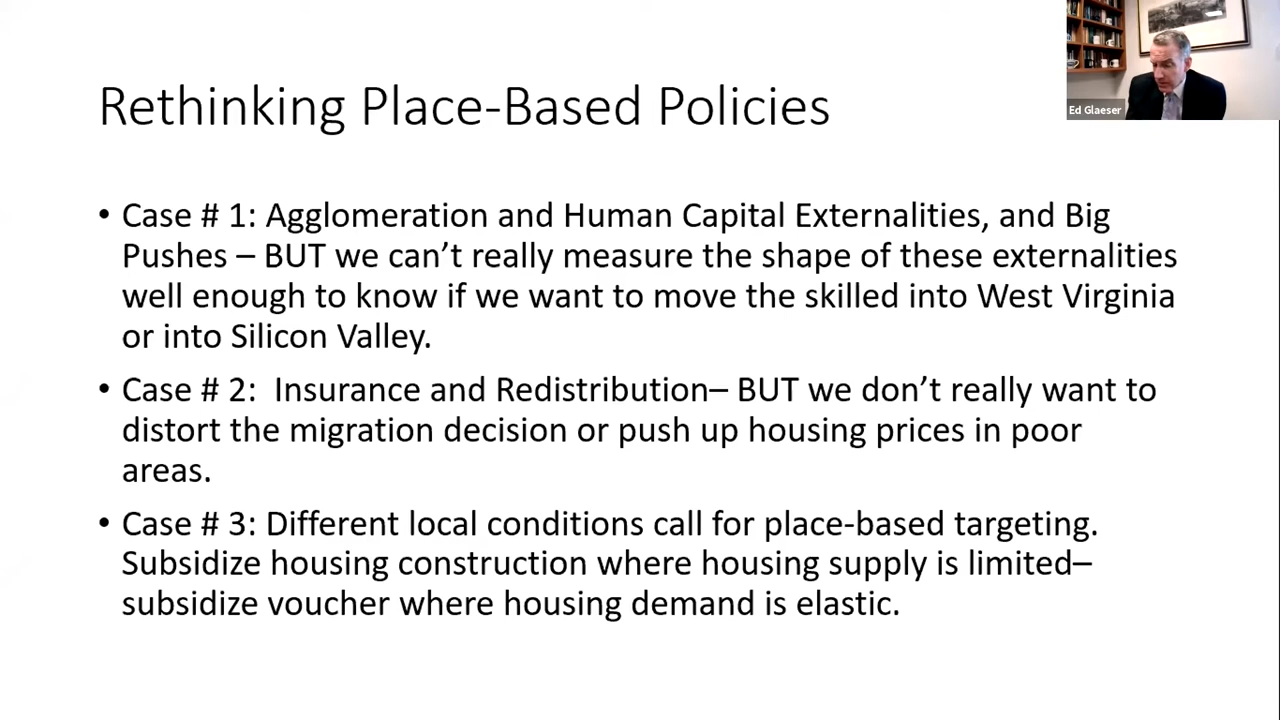 Ed Glaeser
Rethinking Place-Based Policies
• Case # 1: Agglomeration and Human Capital Externalities, and Big
Pushes – BUT we can’t really measure the shape of these externalities
well enough to know if we want to move the skilled into West Virginia
or into Silicon Valley.
• Case # 2:  Insurance and Redistribution– BUT we don’t really want to
distort the migration decision or push up housing prices in poor
areas.
• Case # 3: Different local conditions call for place-based targeting.
Subsidize housing construction where housing supply is limited–
subsidize voucher where housing demand is elastic.